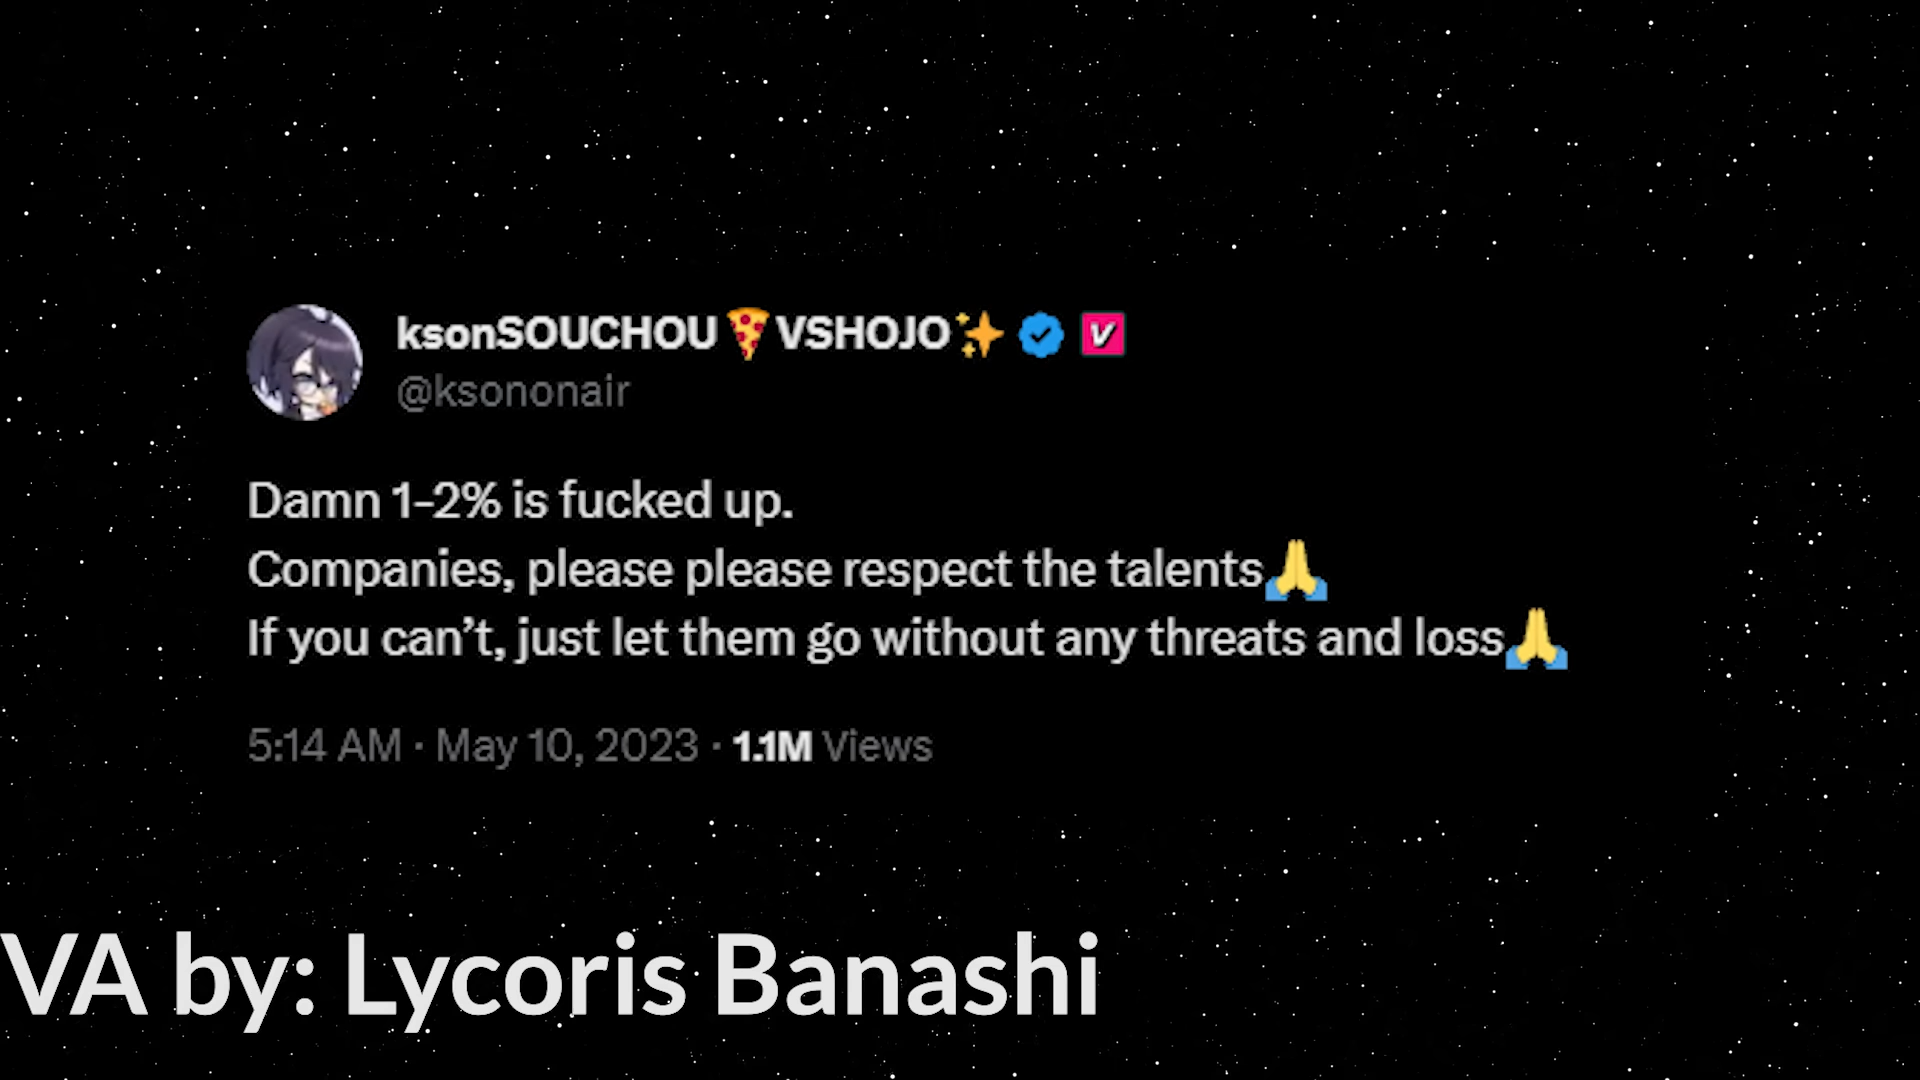 ksonSOUCHOU🍕VSHOJO✨ V
@ksononair
Damn 1-2% is fucked up.
Companies, please please respect the talents🙏
If you can’t, just let them go without any threats and loss🙏
5:14 AM · May 10, 2023 · 1.1M Views
VA by: Lycoris Banashi